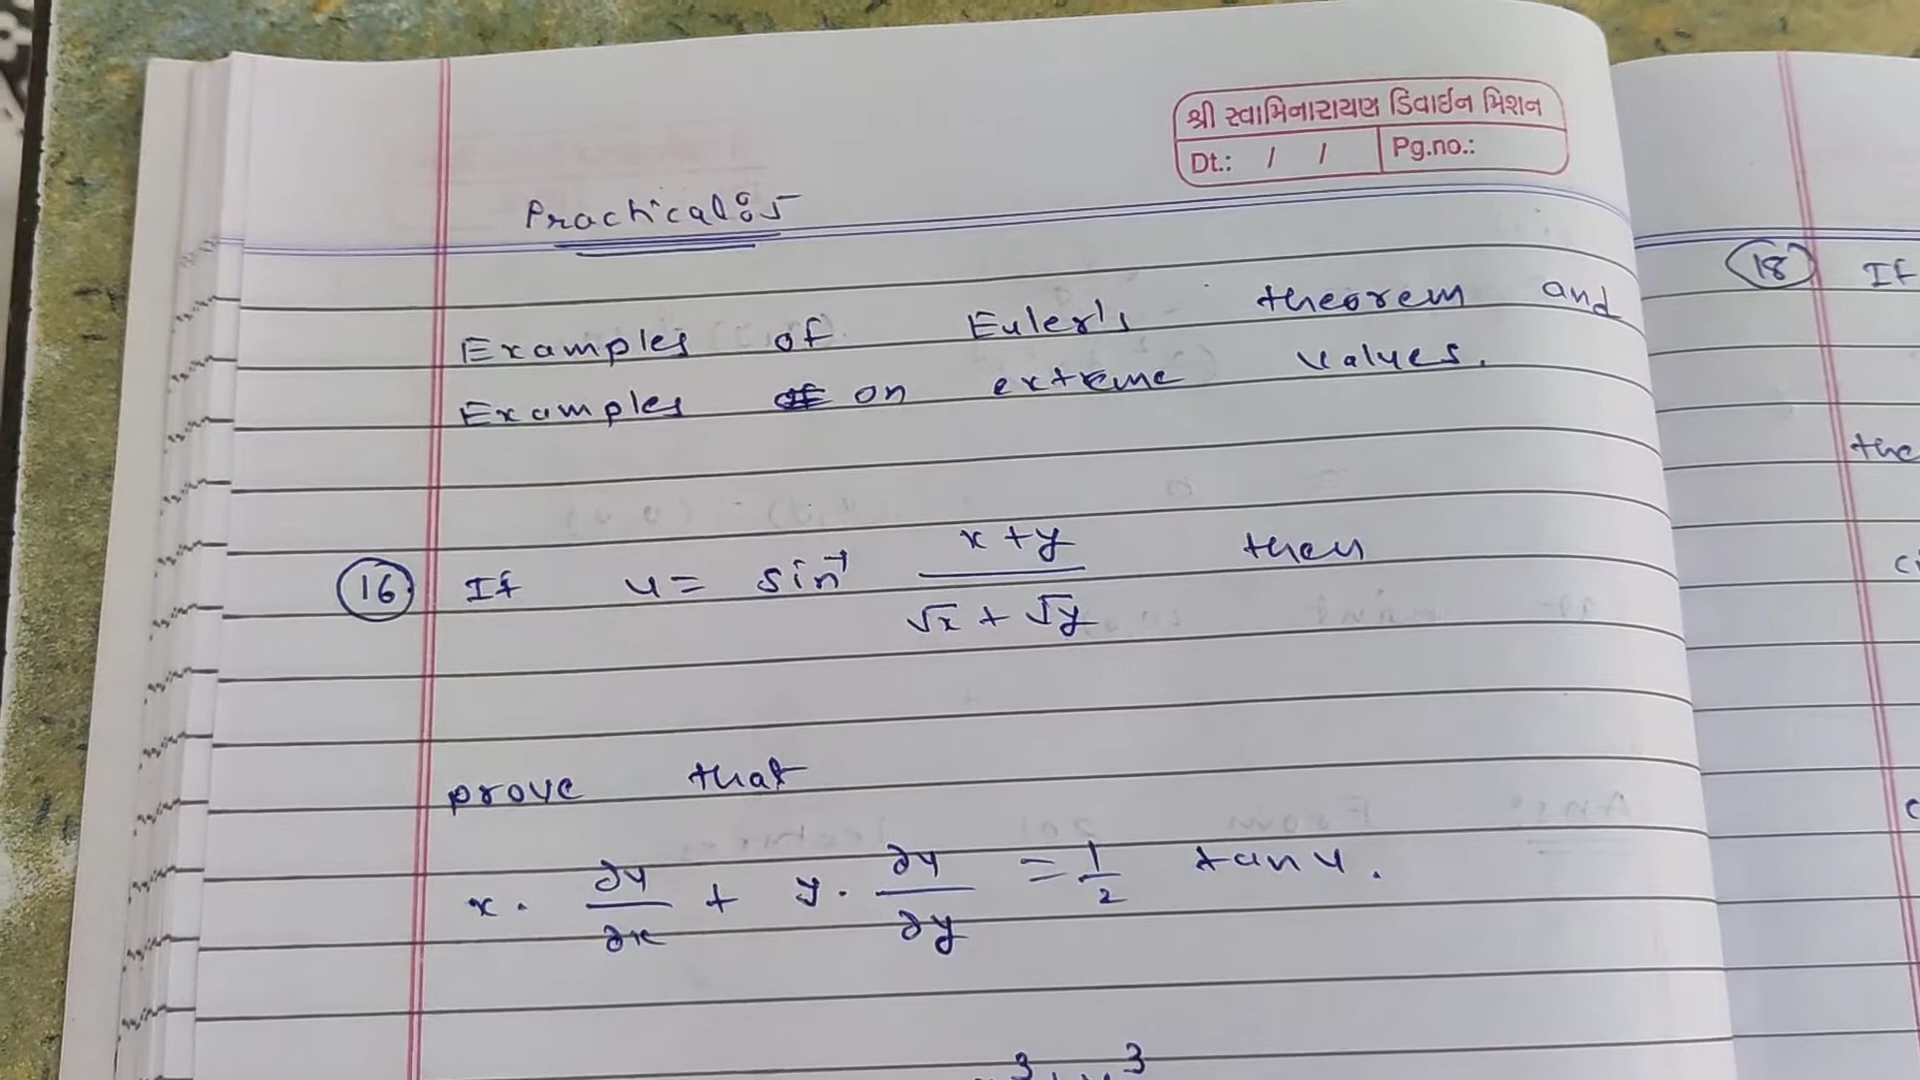 શ્રી સ્વામિનારાયણ ડિવાઈન મિશન
Dt.: / / Pg.no.:
Practical: 5
Examples of Euler's theorem and
Examples on extreme values.
(16) If u = sin⁻¹ (x + y) / (√x + √y) then
prove that
x · ∂u/∂x + y · ∂u/∂y = 1/2 tan u.
(18) If
the